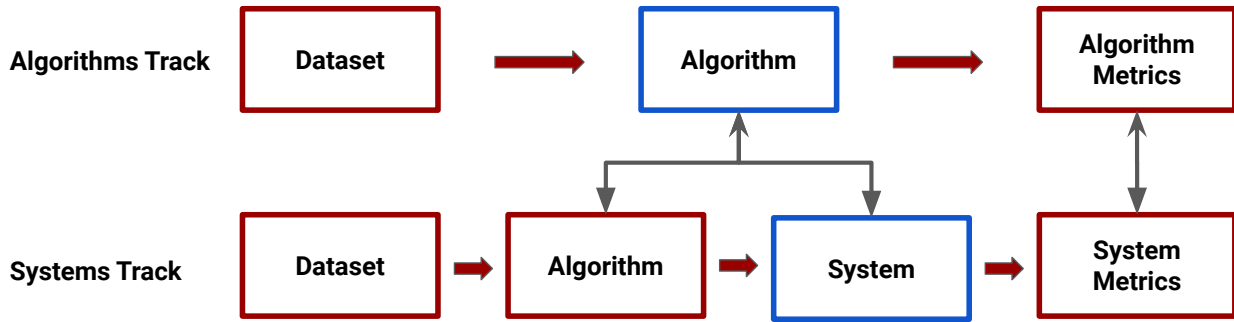 Algorithms Track
Dataset
Algorithm
Algorithm
Metrics
Systems Track
Dataset
Algorithm
System
System
Metrics